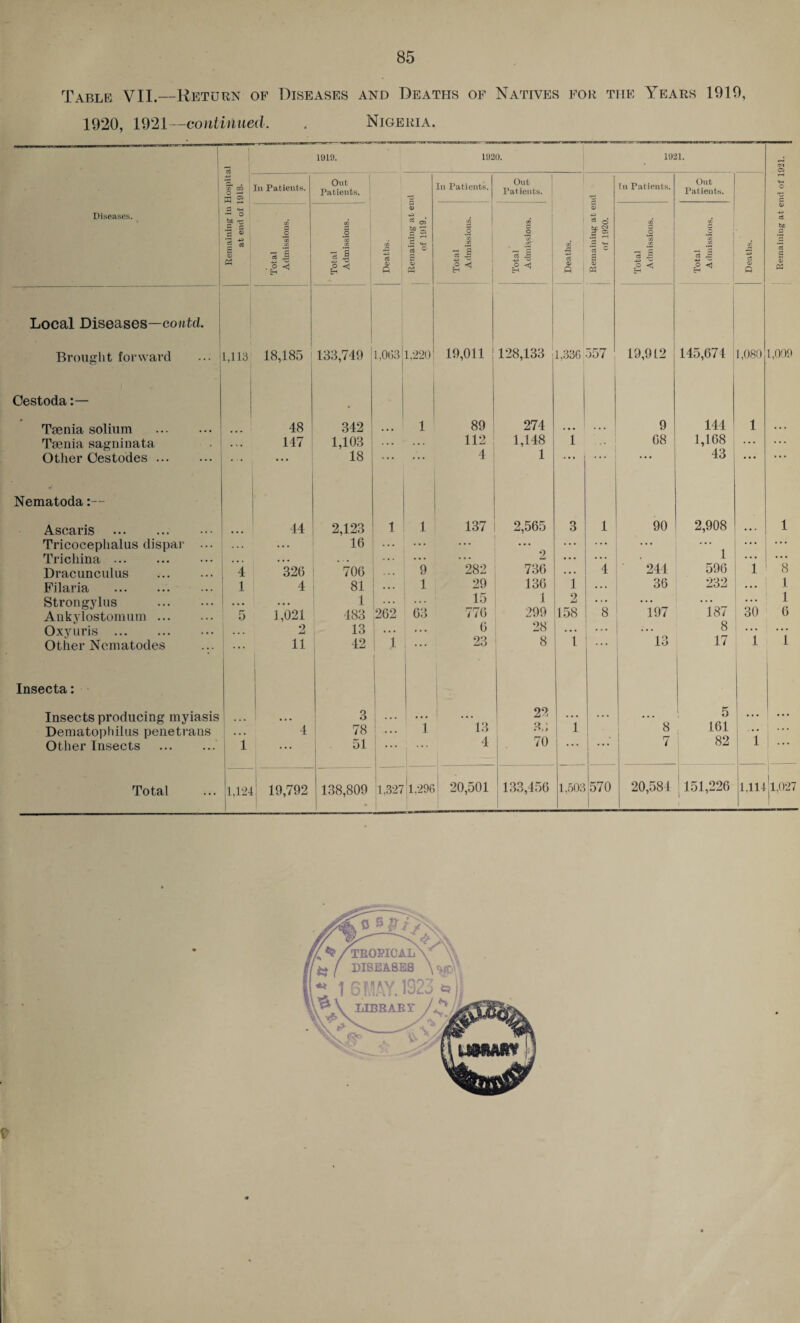 85
Table VII.—Return of Diseases and Deaths of Natives for the Years 1919,
1920, 1921—continued. Nigeria.
Diseases. Remaining in Hospital at end of 1918. 1919. 1920. 1921. Remaining at end of 1921.
In Patients. Out Patients. Deaths. Remaining at end of 1919. In Patients. Out Patients. Deaths. Remaining at end of 1920. In Patients. Out Patients. Deaths.
Total Admissions. Total Admissions. Total Admissions. Total Admissions. Total Admissions. Total Admissions.
Local Diseases—contd.
Brought forward ... 1,113 18,185 133,749 1,063 1,220 19,011 128,133 1,336 557 19,912 145,674 1,080 1,009
Cestoda:—
Tænia solium ... ... ... 48 342 ... 1 89 274 ... ... 9 144 1 ...
Tænia saginata ... 147 1,103 ... ... 112 1,148 1 .. 68 1,168 ... ...
Other Cestodes ... ... ... ... 18 ... ... 4 1 ... ... ... 43 ... ...
Nematoda:—
Ascaris ... ... ... ... 44 2,123 1 1 137 2,565 3 1 90 2,908 ... 1
Tricocephalus dispar ... ... ... 16 ... ... ... ... ... ... ... ... ... ...
Trichina ... ... ... ... ... ... ... ... ... 2 ... ... . 1 ... ...
Dracunculus ... ... 4 326 706 ... 9 282 736 ... 4 244 596 1 8
Filaria ... ... ... 1 4 81 ... 1 29 136 1 ... 36 232 ... 1
Strongylus ... ... ... ... 1 ... ... 15 1 2 ... ... ... ... 1
Ankylostomum ... ... 5 1,021 483 262 63 776 299 158 8 197 187 30 6
Oxyuris ... ... ... ... 2 13 ... ... 6 28 ... ... ... 8 ... ...
Other Nematodes ... ... 11 42 1 ... 23 8 1 ... 13 17 1 1
Insecta:
Insects producing myiasis ... ... 3 ... ... ... 22 ... ... ... 5 ... ...
Dematophilus penetrans ... 4 78 ... 1 13 1 8 161 .. ...
Other Insects ... ... 1 ... 51 ... ... 4 70 ... ... 7 82 1 ...
Total ... 1,124 19,792 138,809 1,327 1,296 20,501 133,456 1,503 570 20,584 151,226 1,114 1,027
TROPICAL
DISEASES
16 MAY. 1923
LIBRARY
LIBRARY